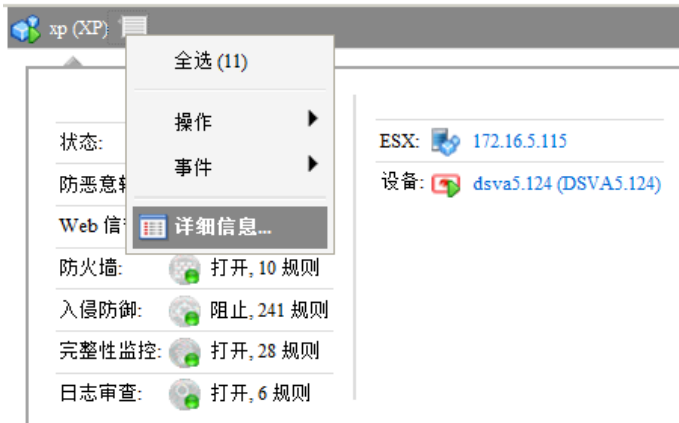 xp (XP)
全选 (11)
操作
事件
详细信息...
状态:
防恶意
Web 信
防火墙: 打开, 10 规则
入侵防御: 阻止, 241 规则
完整性监控: 打开, 28 规则
日志审查: 打开, 6 规则
ESX: 172.16.5.115
设备: dsva5.124 (DSVA5.124)